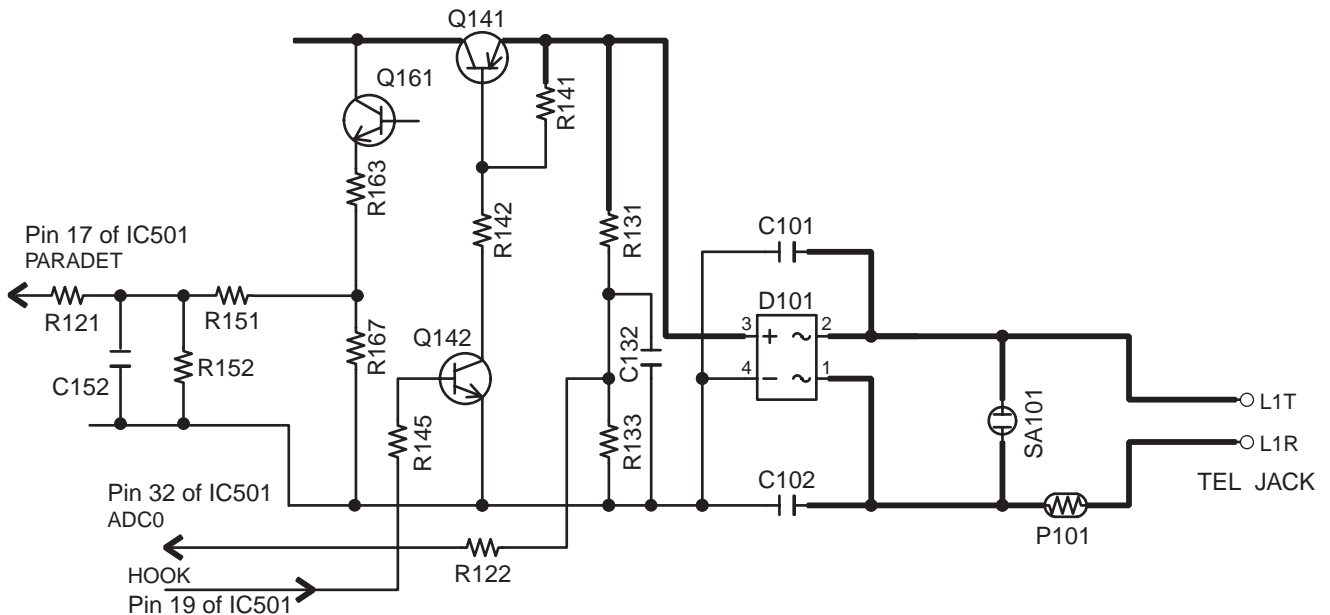 Q141
Q161
R141
R163
R142
R131
C101
Pin 17 of IC501
PARADET
D101
3 + ~ 2
R121
R151
R167
Q142
C132
4 − ~ 1
C152
R152
L1T
SA101
R145
R133
L1R
C102
TEL JACK
Pin 32 of IC501
ADC0
P101
R122
HOOK
Pin 19 of IC501